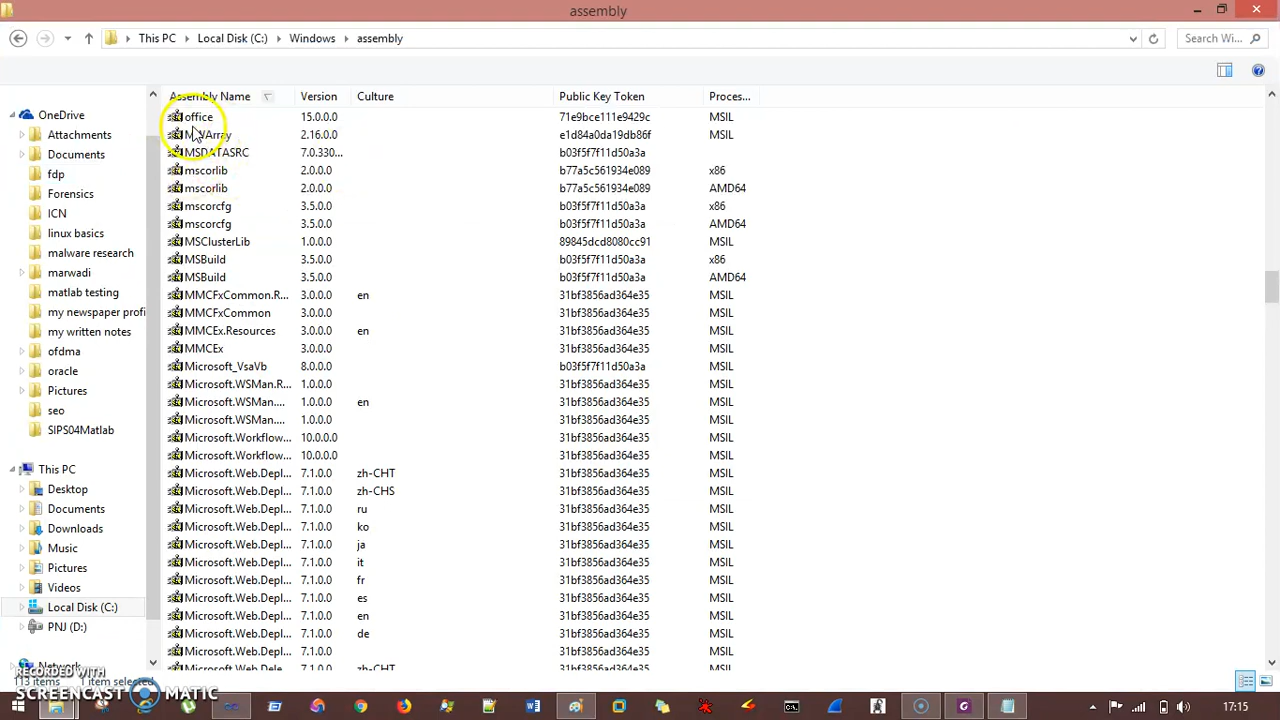 assembly
This PC Local Disk (C:) Windows assembly Search Wi...
Assembly Name Version Culture Public Key Token Proces...
OneDrive
Attachments
Documents
fdp
Forensics
ICN
linux basics
malware research
marwadi
matlab testing
my newspaper profi
my written notes
ofdma
oracle
Pictures
seo
SIPS04Matlab
This PC
Desktop
Documents
Downloads
Music
Pictures
Videos
Local Disk (C:)
PNJ (D:)
Network
office 15.0.0.0 71e9bce111e9429c MSIL
2.16.0.0 e1d84a0da19db86f MSIL
MSDATASRC 7.0.330... b03f5f7f11d50a3a
mscorlib 2.0.0.0 b77a5c561934e089 x86
mscorlib 2.0.0.0 b77a5c561934e089 AMD64
mscorcfg 3.5.0.0 b03f5f7f11d50a3a x86
mscorcfg 3.5.0.0 b03f5f7f11d50a3a AMD64
MSClusterLib 1.0.0.0 89845dcd8080cc91 MSIL
MSBuild 3.5.0.0 b03f5f7f11d50a3a x86
MSBuild 3.5.0.0 b03f5f7f11d50a3a AMD64
MMCFxCommon.R... 3.0.0.0 en 31bf3856ad364e35 MSIL
MMCFxCommon 3.0.0.0 31bf3856ad364e35 MSIL
MMCEx.Resources 3.0.0.0 en 31bf3856ad364e35 MSIL
MMCEx 3.0.0.0 31bf3856ad364e35 MSIL
Microsoft_VsaVb 8.0.0.0 b03f5f7f11d50a3a MSIL
Microsoft.WSMan.R... 1.0.0.0 31bf3856ad364e35 MSIL
Microsoft.WSMan.... 1.0.0.0 en 31bf3856ad364e35 MSIL
Microsoft.WSMan.... 1.0.0.0 31bf3856ad364e35 MSIL
Microsoft.Workflow... 10.0.0.0 31bf3856ad364e35 MSIL
Microsoft.Workflow... 10.0.0.0 31bf3856ad364e35 MSIL
Microsoft.Web.Depl... 7.1.0.0 zh-CHT 31bf3856ad364e35 MSIL
Microsoft.Web.Depl... 7.1.0.0 zh-CHS 31bf3856ad364e35 MSIL
Microsoft.Web.Depl... 7.1.0.0 ru 31bf3856ad364e35 MSIL
Microsoft.Web.Depl... 7.1.0.0 ko 31bf3856ad364e35 MSIL
Microsoft.Web.Depl... 7.1.0.0 ja 31bf3856ad364e35 MSIL
Microsoft.Web.Depl... 7.1.0.0 it 31bf3856ad364e35 MSIL
Microsoft.Web.Depl... 7.1.0.0 fr 31bf3856ad364e35 MSIL
Microsoft.Web.Depl... 7.1.0.0 es 31bf3856ad364e35 MSIL
Microsoft.Web.Depl... 7.1.0.0 en 31bf3856ad364e35 MSIL
Microsoft.Web.Depl... 7.1.0.0 de 31bf3856ad364e35 MSIL
Microsoft.Web.Depl... 7.1.0.0 31bf3856ad364e35 MSIL
Microsoft.Web.Dele... 7.1.0.0 zh-CHT 31bf3856ad364e35 MSIL
113 items 1 item selected
RECORDED WITH
SCREENCAST MATIC
17:15